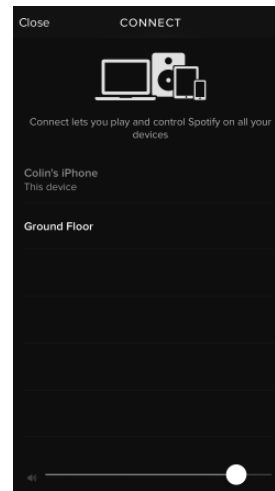 Close CONNECT
Connect lets you play and control Spotify on all your
devices
Colin's iPhone
This device
Ground Floor